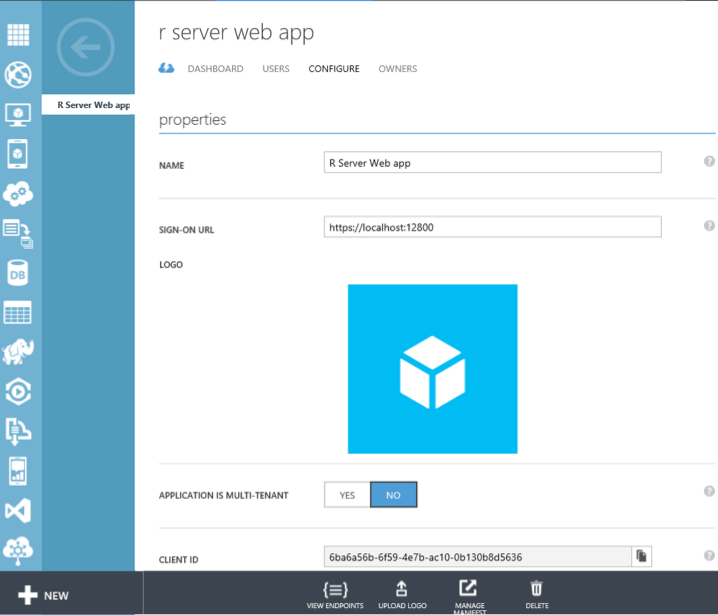 r server web app
DASHBOARD USERS CONFIGURE OWNERS
R Server Web app
properties
NAME R Server Web app ?
SIGN-ON URL https://localhost:12800 ?
LOGO
APPLICATION IS MULTI-TENANT YES NO ?
CLIENT ID 6ba6a56b-6f59-4e7b-ac10-0b130b8d5636 ?
DB
NEW
VIEW ENDPOINTS UPLOAD LOGO MANAGE MANIFEST DELETE